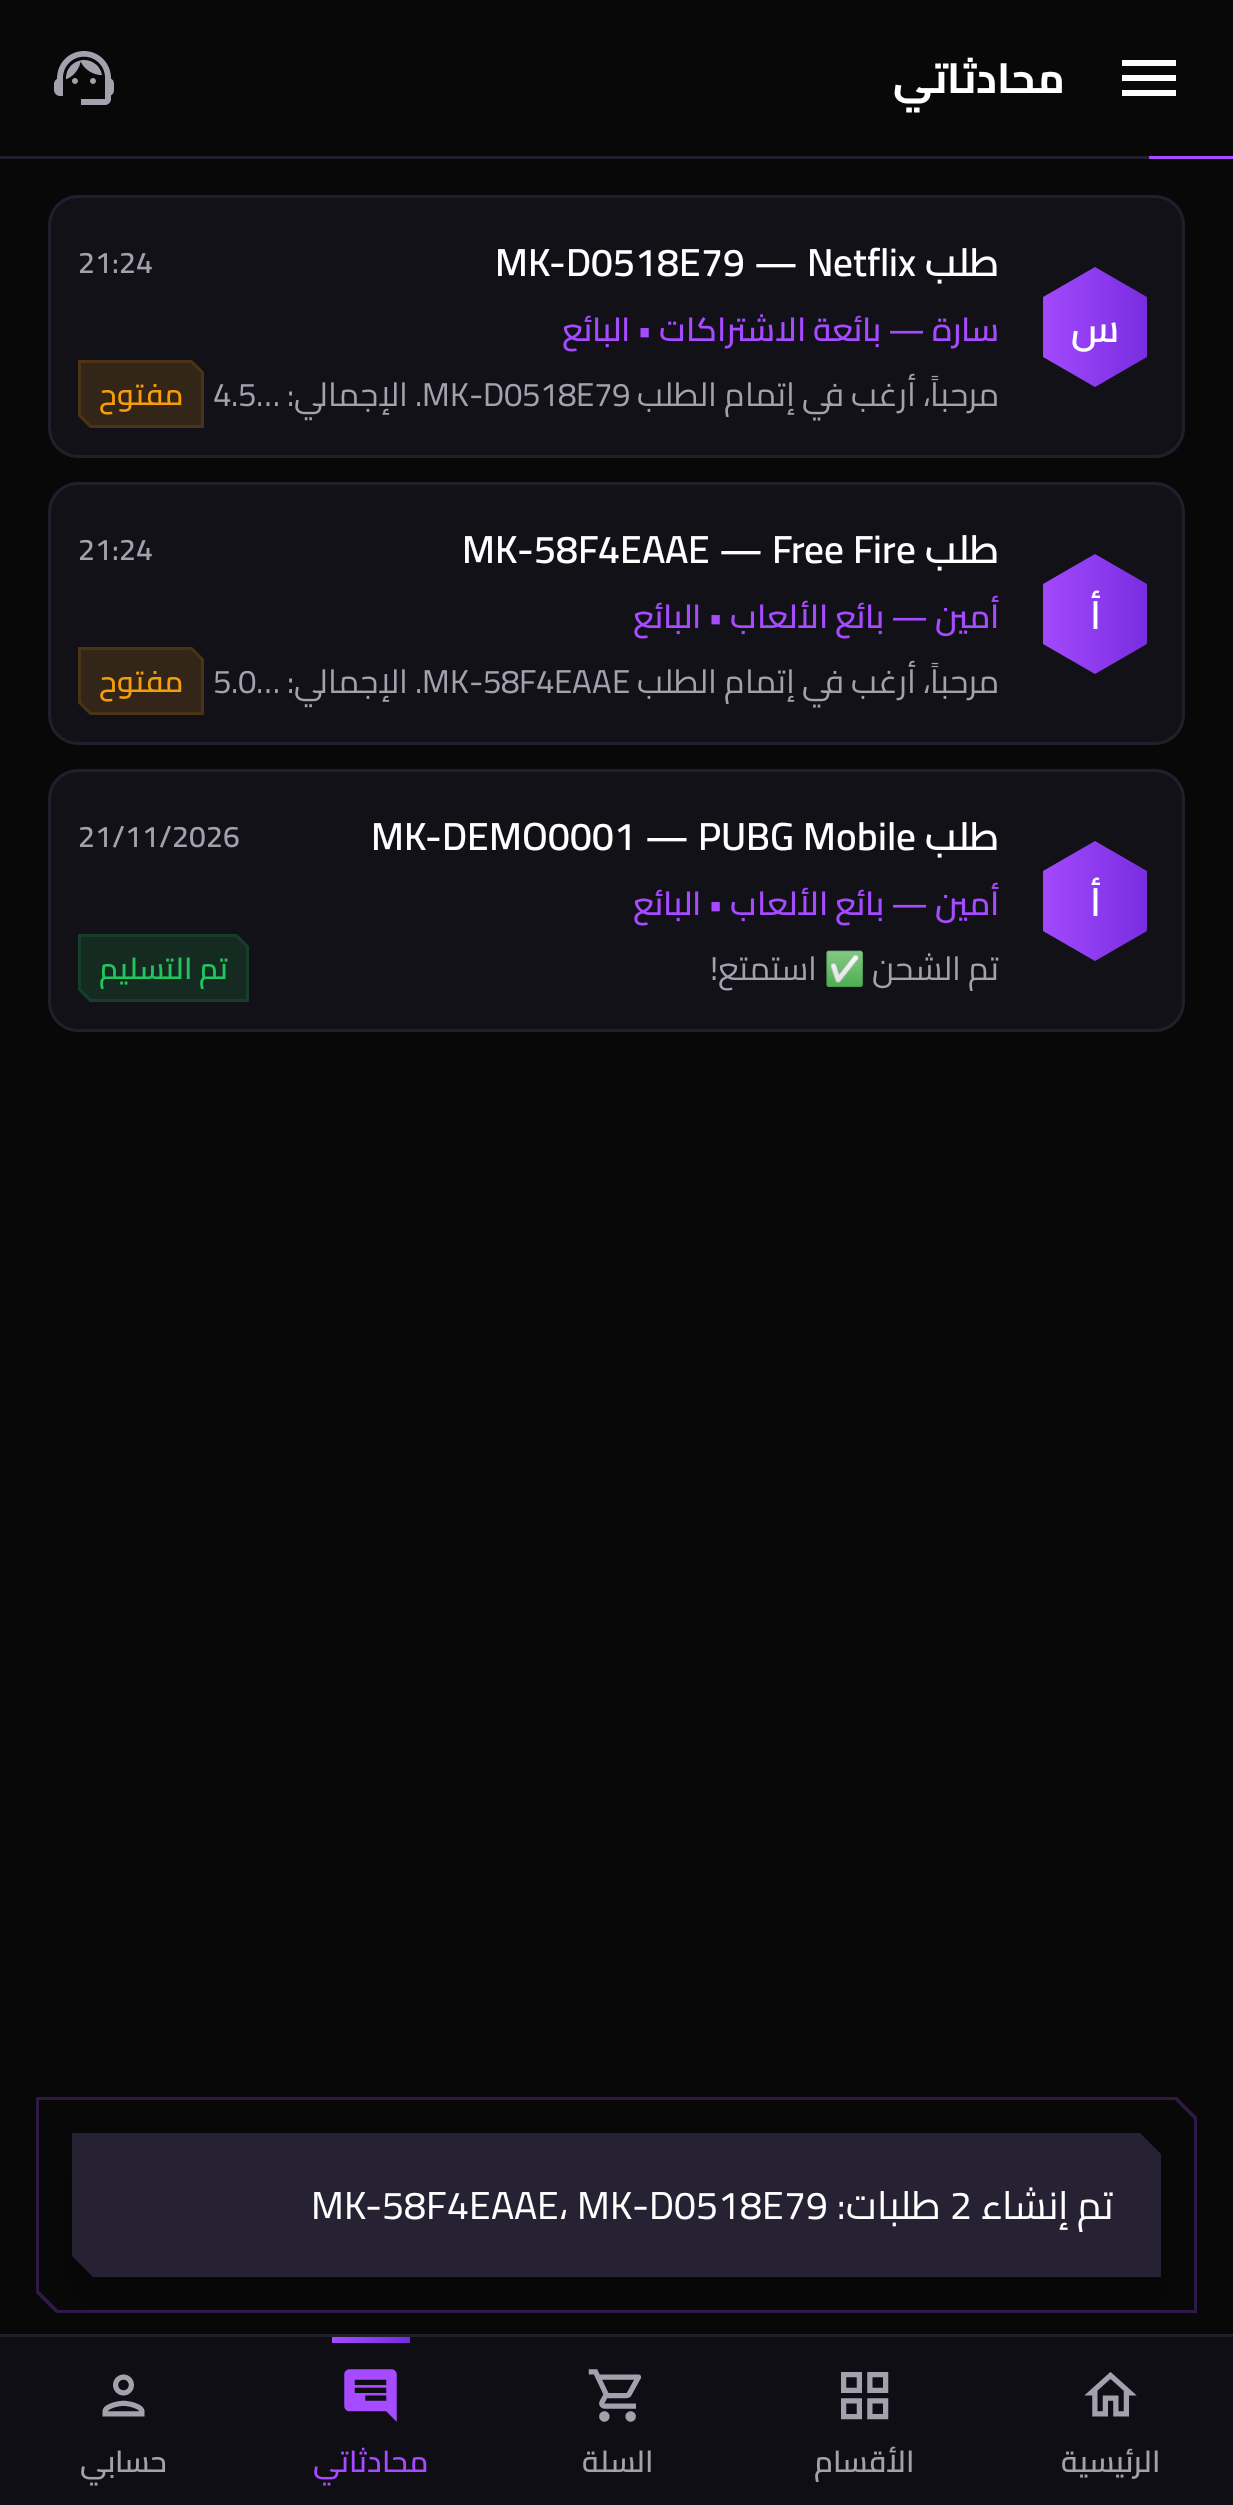 محادثاتي
س
طلب MK-D0518E79 — Netflix
21:24
سارة — بائعة الاشتراكات • البائع
مرحباً، أرغب في إتمام الطلب MK-D0518E79. الإجمالي: 4.5…
مفتوح
أ
طلب MK-58F4EAAE — Free Fire
21:24
أمين — بائع الألعاب • البائع
مرحباً، أرغب في إتمام الطلب MK-58F4EAAE. الإجمالي: 5.0…
مفتوح
أ
طلب MK-DEMO0001 — PUBG Mobile
21/11/2026
أمين — بائع الألعاب • البائع
تم الشحن ✅ استمتع!
تم التسليم
تم إنشاء 2 طلبات: MK-58F4EAAE، MK-D0518E79
الرئيسية
الأقسام
السلة
محادثاتي
حسابي